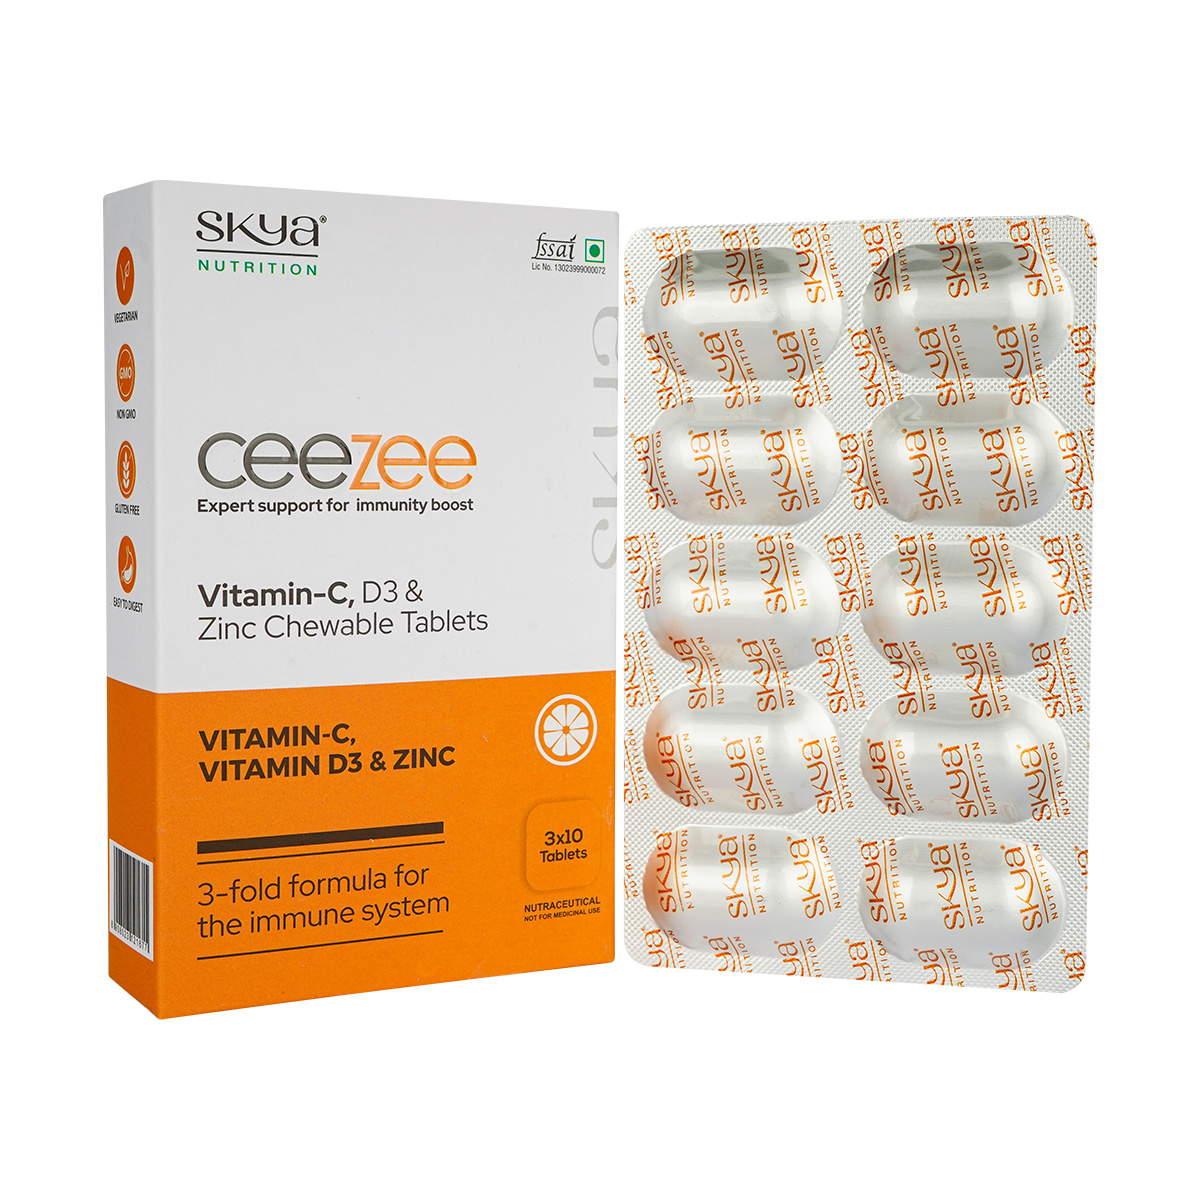 SKYa®
NUTRITION
fssai
Lic No. 13023999000072
VEGETARIAN
GMO
NON GMO
GLUTEN FREE
EASY TO DIGEST
SKYa
ceezee
Expert support for immunity boost
Vitamin-C, D3 &
Zinc Chewable Tablets
VITAMIN-C,
VITAMIN D3 & ZINC
3x10
Tablets
3-fold formula for
the immune system
NUTRACEUTICAL
NOT FOR MEDICINAL USE
SKYa®
NUTRITION